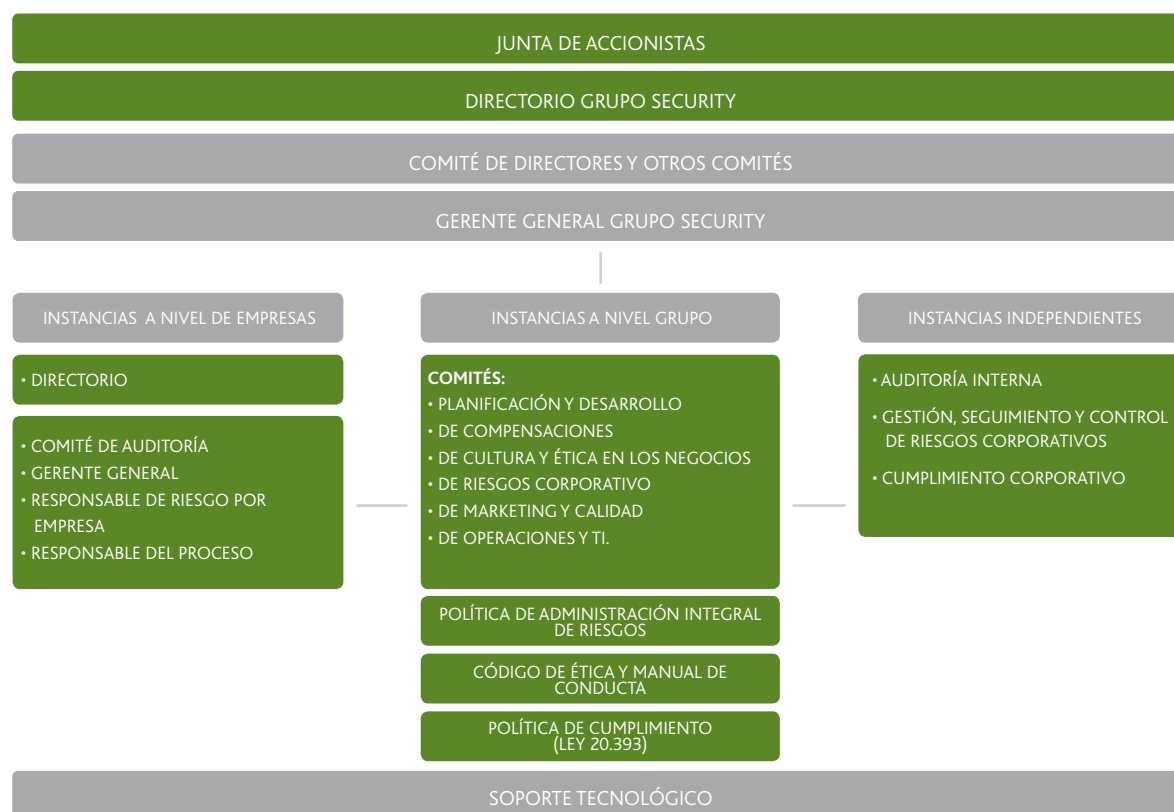 JUNTA DE ACCIONISTAS
DIRECTORIO GRUPO SECURITY
COMITÉ DE DIRECTORES Y OTROS COMITÉS
GERENTE GENERAL GRUPO SECURITY
INSTANCIAS A NIVEL DE EMPRESAS
• DIRECTORIO
• COMITÉ DE AUDITORÍA
• GERENTE GENERAL
• RESPONSABLE DE RIESGO POR
EMPRESA
• RESPONSABLE DEL PROCESO
INSTANCIAS A NIVEL GRUPO
COMITÉS:
• PLANIFICACIÓN Y DESARROLLO
• DE COMPENSACIONES
• DE CULTURA Y ÉTICA EN LOS NEGOCIOS
• DE RIESGOS CORPORATIVO
• DE MARKETING Y CALIDAD
• DE OPERACIONES Y TI.
POLÍTICA DE ADMINISTRACIÓN INTEGRAL
DE RIESGOS
CÓDIGO DE ÉTICA Y MANUAL DE
CONDUCTA
POLÍTICA DE CUMPLIMIENTO
(LEY 20.393)
INSTANCIAS INDEPENDIENTES
• AUDITORÍA INTERNA
• GESTIÓN, SEGUIMIENTO Y CONTROL
DE RIESGOS CORPORATIVOS
• CUMPLIMIENTO CORPORATIVO
SOPORTE TECNOLÓGICO